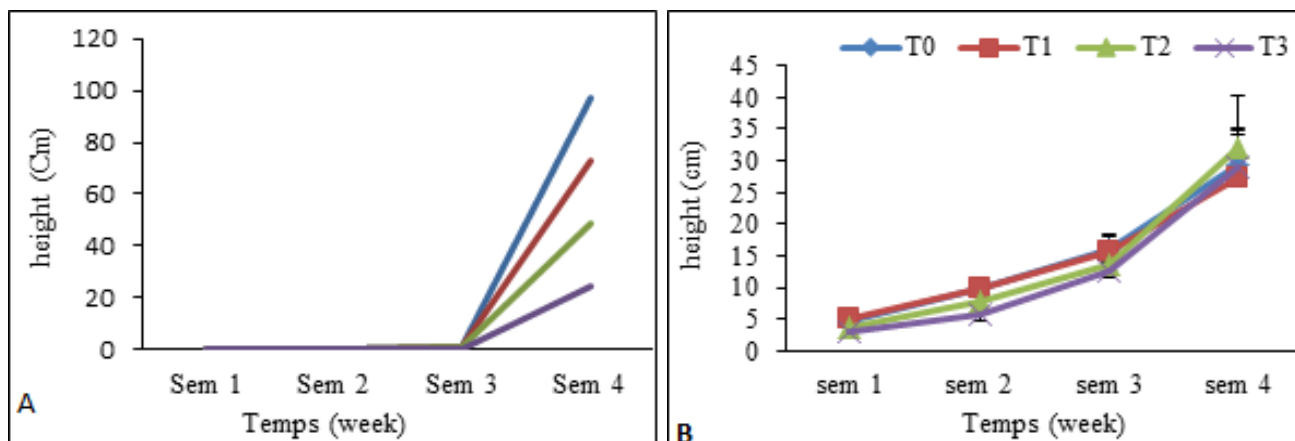 120
100
80
60
40
20
0
height (Cm)
Sem 1 Sem 2 Sem 3 Sem 4
Temps (week)
A
T0 T1 T2 T3
45
40
35
30
25
20
15
10
5
0
height (cm)
sem 1 sem 2 sem 3 sem 4
Temps (week)
B